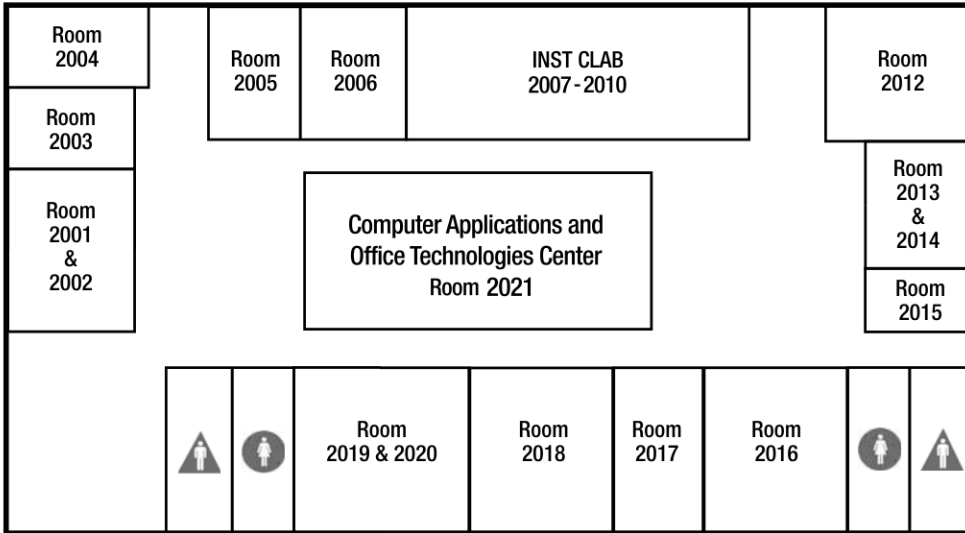 Room
2004
Room
2005
Room
2006
INST CLAB
2007-2010
Room
2012
Room
2003
Room
2001
&
2002
Computer Applications and
Office Technologies Center
Room 2021
Room
2013
&
2014
Room
2015
Room
2019 & 2020
Room
2018
Room
2017
Room
2016